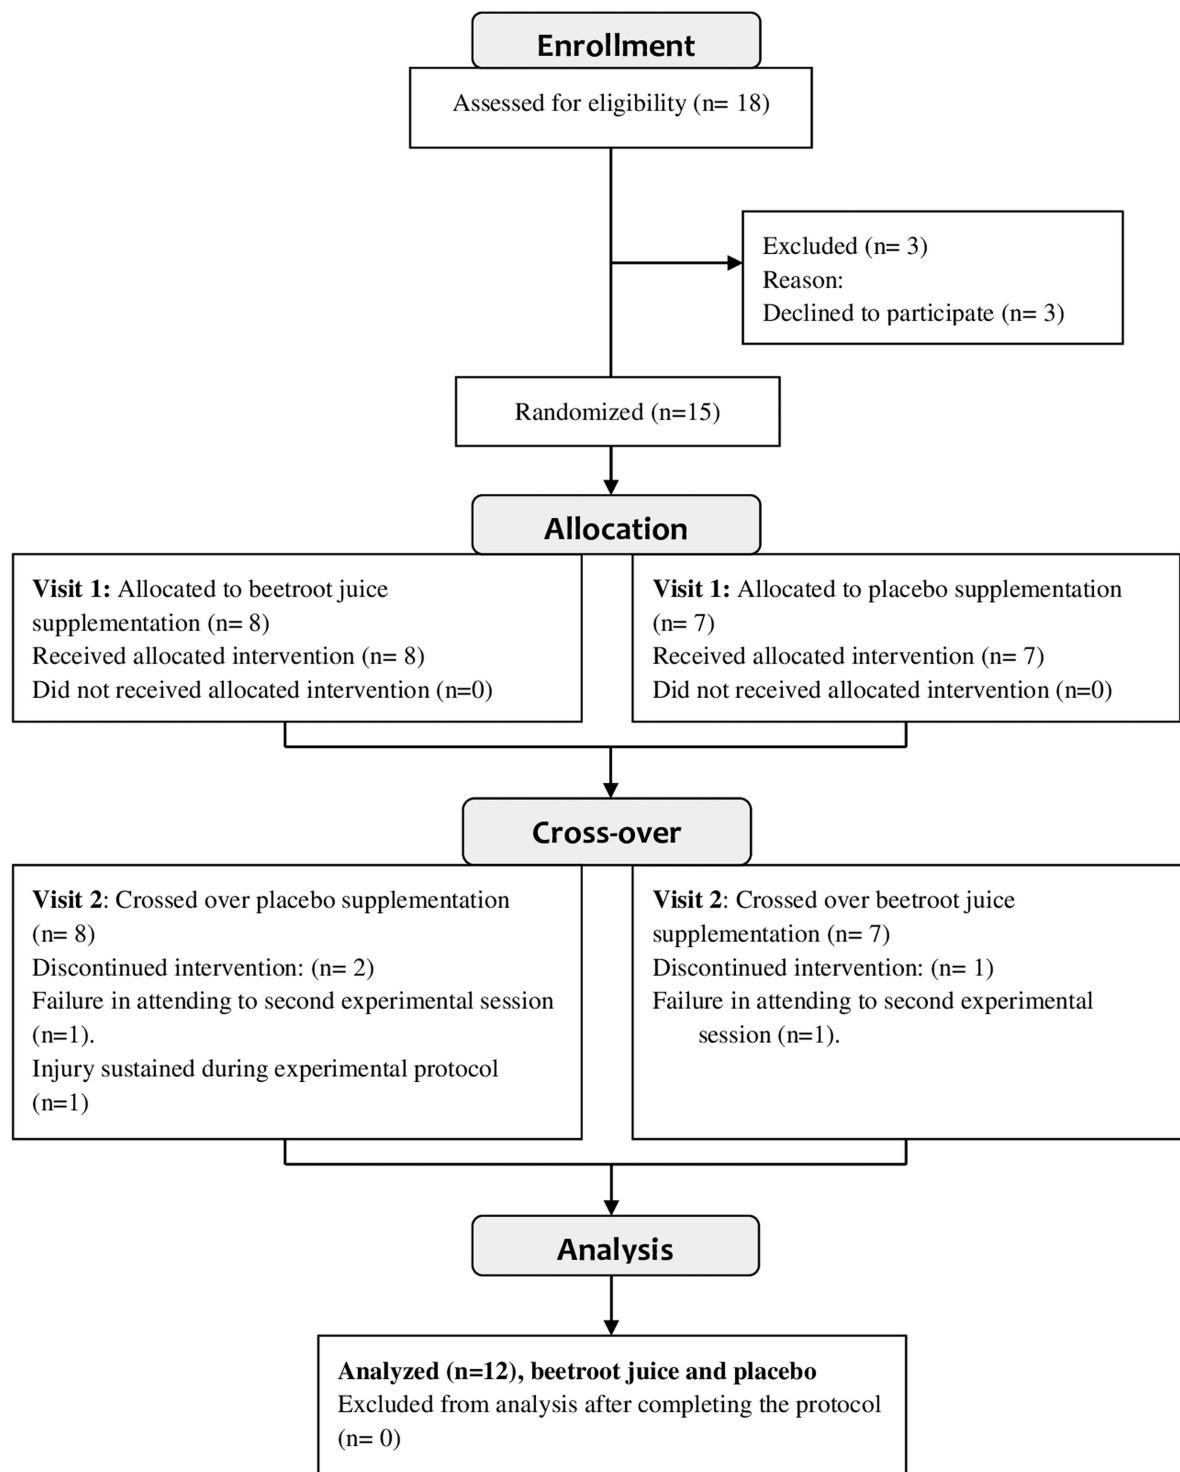 Enrollment
Assessed for eligibility (n= 18)
Excluded (n= 3)
Reason:
Declined to participate (n= 3)
Randomized (n=15)
Allocation
Visit 1: Allocated to beetroot juice
supplementation (n= 8)
Received allocated intervention (n= 8)
Did not received allocated intervention (n=0)
Visit 1: Allocated to placebo supplementation
(n= 7)
Received allocated intervention (n= 7)
Did not received allocated intervention (n=0)
Cross-over
Visit 2: Crossed over placebo supplementation
(n= 8)
Discontinued intervention: (n= 2)
Failure in attending to second experimental session
(n=1).
Injury sustained during experimental protocol
(n=1)
Visit 2: Crossed over beetroot juice
supplementation (n= 7)
Discontinued intervention: (n= 1)
Failure in attending to second experimental
session (n=1).
Analysis
Analyzed (n=12), beetroot juice and placebo
Excluded from analysis after completing the protocol
(n= 0)